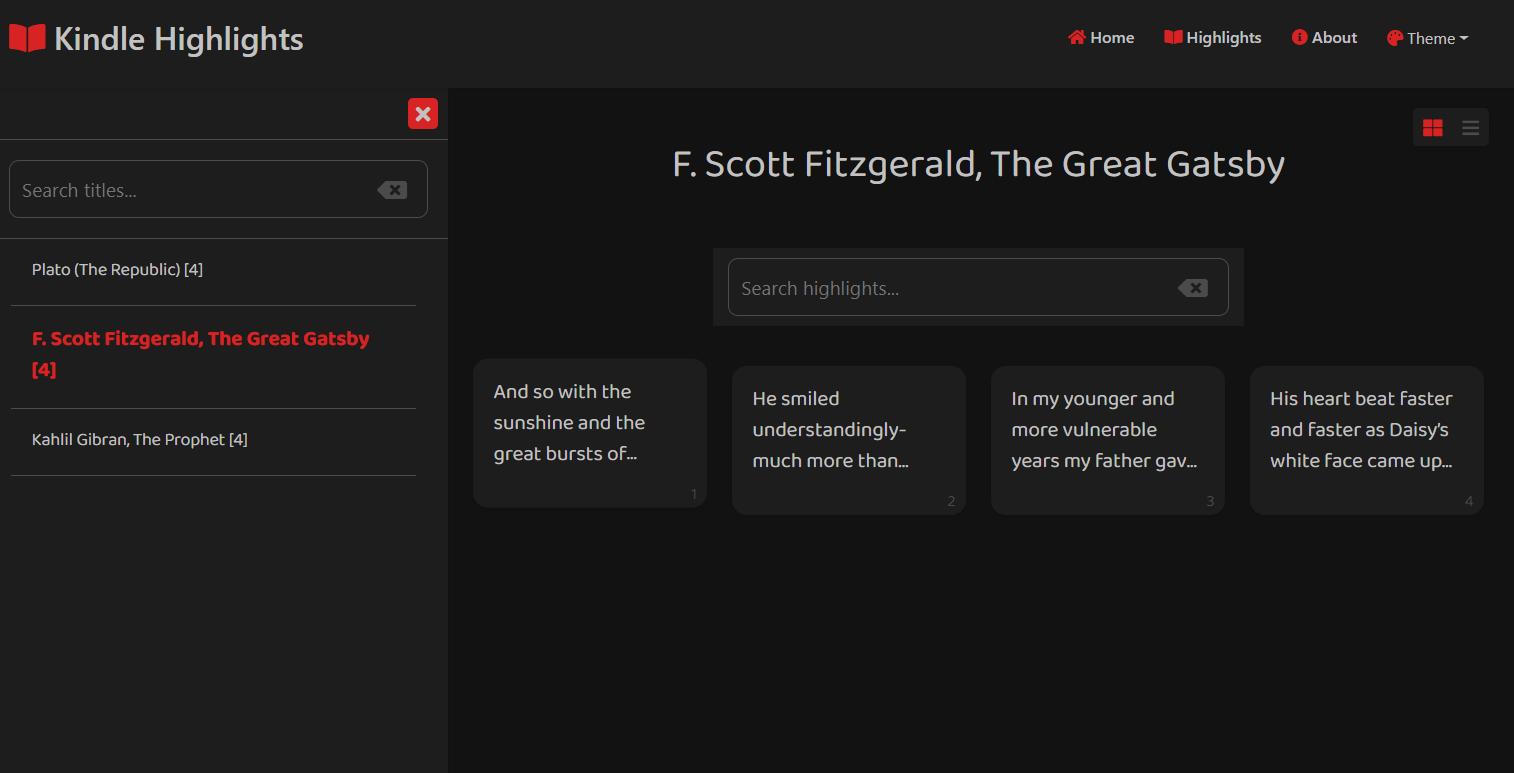 Kindle Highlights
Home
Highlights
About
Theme
Search titles...
Plato (The Republic) [4]
F. Scott Fitzgerald, The Great Gatsby
[4]
Kahlil Gibran, The Prophet [4]
F. Scott Fitzgerald, The Great Gatsby
Search highlights...
And so with the
sunshine and the
great bursts of...
1
He smiled
understandingly-
much more than...
2
In my younger and
more vulnerable
years my father gav...
3
His heart beat faster
and faster as Daisy's
white face came up...
4